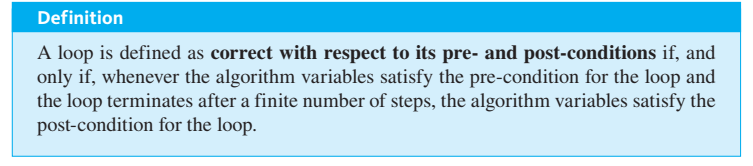 Definition
A loop is defined as correct with respect to its pre- and post-conditions if, and
only if, whenever the algorithm variables satisfy the pre-condition for the loop and
the loop terminates after a finite number of steps, the algorithm variables satisfy the
post-condition for the loop.